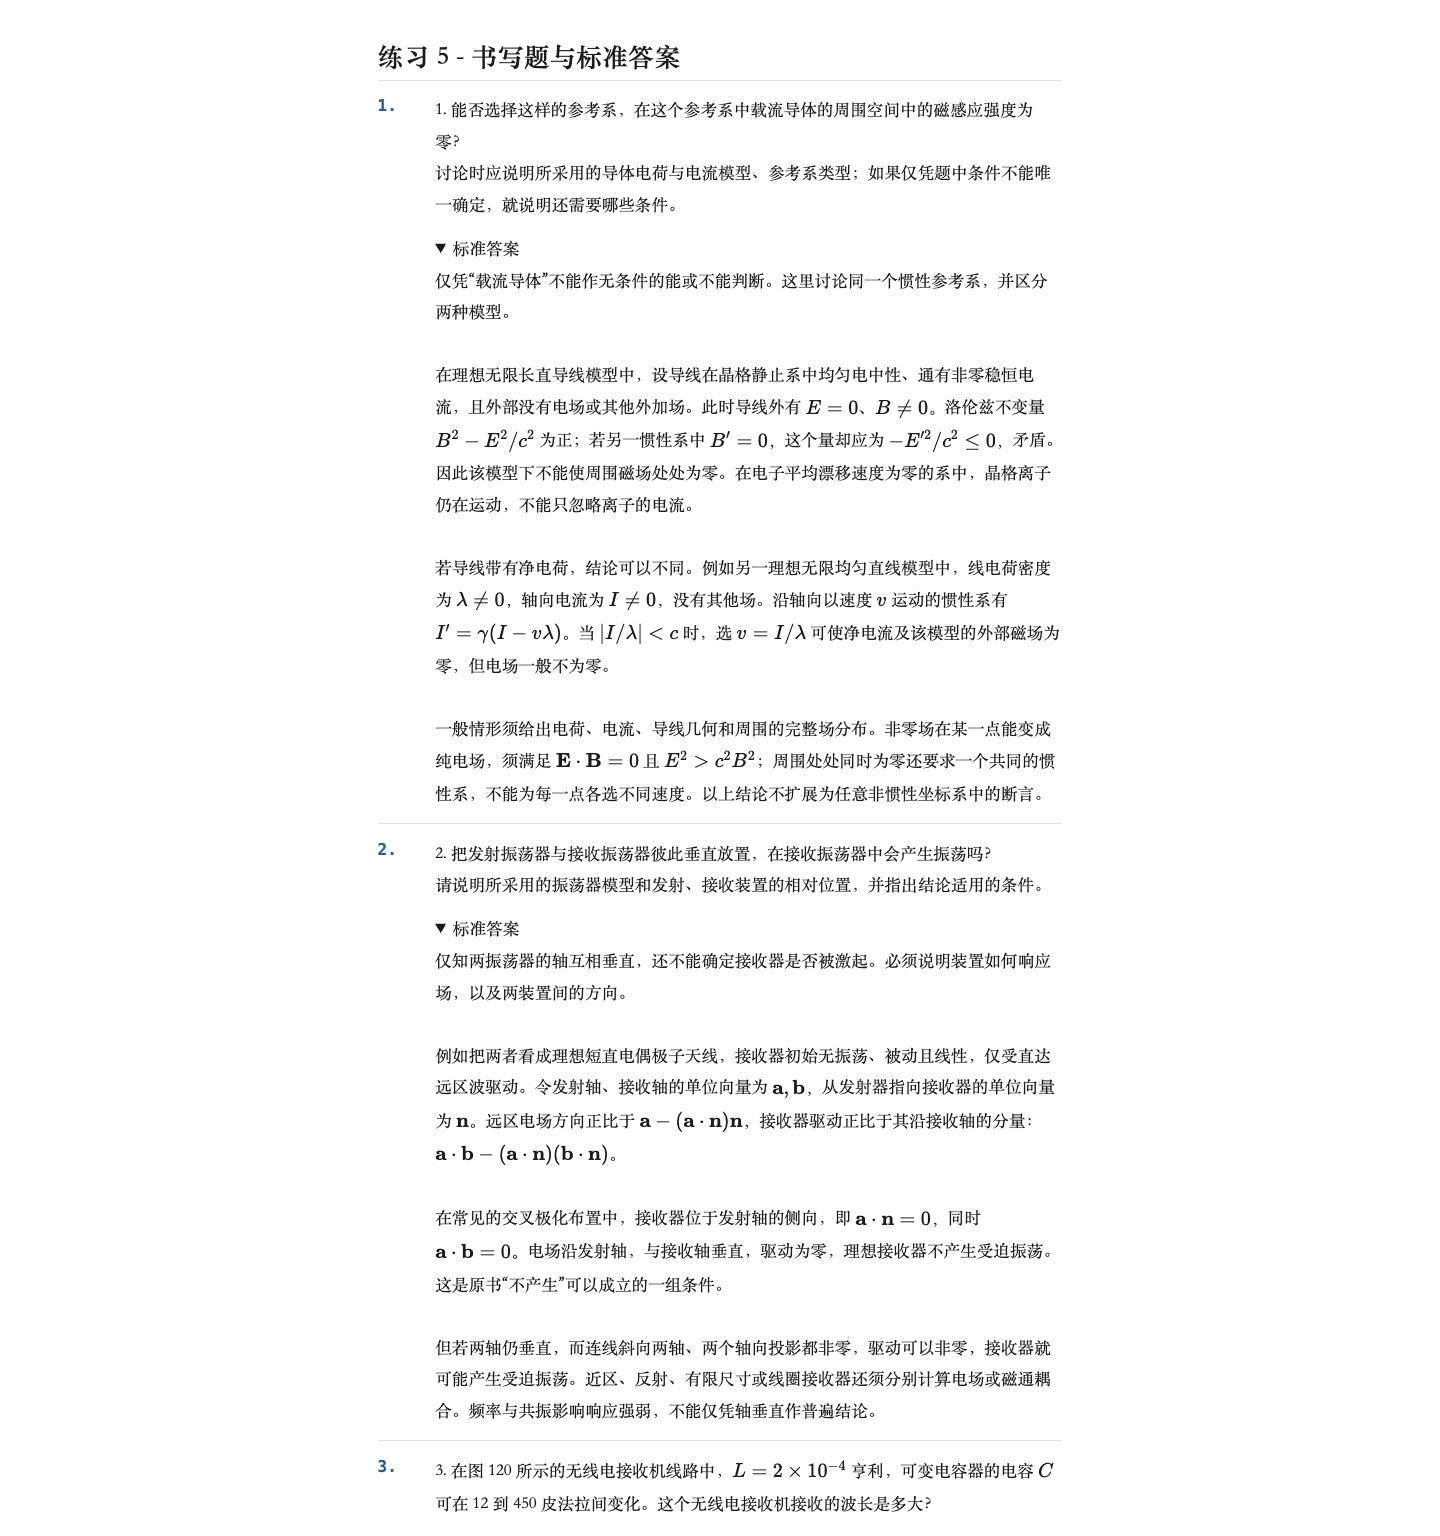 练习 5 - 书写题与标准答案
1. 1. 能否选择这样的参考系，在这个参考系中载流导体的周围空间中的磁感应强度为
零?
讨论时应说明所采用的导体电荷与电流模型、参考系类型；如果仅凭题中条件不能唯
一确定，就说明还需要哪些条件。
▼ 标准答案
仅凭“载流导体”不能作无条件的能或不能判断。这里讨论同一个惯性参考系，并区分
两种模型。
在理想无限长直导线模型中，设导线在晶格静止系中均匀电中性、通有非零稳恒电
流，且外部没有电场或其他外加场。此时导线外有 E = 0、B ≠ 0。洛伦兹不变量
B² − E²/c² 为正；若另一惯性系中 B′ = 0，这个量却应为 −E′²/c² ≤ 0，矛盾。
因此该模型下不能使周围磁场处处为零。在电子平均漂移速度为零的系中，晶格离子
仍在运动，不能只忽略离子的电流。
若导线带有净电荷，结论可以不同。例如另一理想无限均匀直线模型中，线电荷密度
为 λ ≠ 0，轴向电流为 I ≠ 0，没有其他场。沿轴向以速度 v 运动的惯性系有
I′ = γ(I − vλ)。当 |I/λ| < c 时，选 v = I/λ 可使净电流及该模型的外部磁场为
零，但电场一般不为零。
一般情形须给出电荷、电流、导线几何和周围的完整场分布。非零场在某一点能变成
纯电场，须满足 E · B = 0 且 E² > c²B²；周围处处同时为零还要求一个共同的惯
性系，不能为每一点各选不同速度。以上结论不扩展为任意非惯性坐标系中的断言。
2. 2. 把发射振荡器与接收振荡器彼此垂直放置，在接收振荡器中会产生振荡吗?
请说明所采用的振荡器模型和发射、接收装置的相对位置，并指出结论适用的条件。
▼ 标准答案
仅知两振荡器的轴互相垂直，还不能确定接收器是否被激起。必须说明装置如何响应
场，以及两装置间的方向。
例如把两者看成理想短直电偶极子天线，接收器初始无振荡、被动且线性，仅受直达
远区波驱动。令发射轴、接收轴的单位向量为 a, b，从发射器指向接收器的单位向量
为 n。远区电场方向正比于 a − (a · n)n，接收器驱动正比于其沿接收轴的分量：
a · b − (a · n)(b · n)。
在常见的交叉极化布置中，接收器位于发射轴的侧向，即 a · n = 0，同时
a · b = 0。电场沿发射轴，与接收轴垂直，驱动为零，理想接收器不产生受迫振荡。
这是原书“不产生”可以成立的一组条件。
但若两轴仍垂直，而连线斜向两轴、两个轴向投影都非零，驱动可以非零，接收器就
可能产生受迫振荡。近区、反射、有限尺寸或线圈接收器还须分别计算电场或磁通耦
合。频率与共振影响响应强弱，不能仅凭轴垂直作普遍结论。
3. 3. 在图 120 所示的无线电接收机线路中，L = 2 × 10⁻⁴ 亨利，可变电容器的电容 C
可在 12 到 450 皮法拉间变化。这个无线电接收机接收的波长是多大?